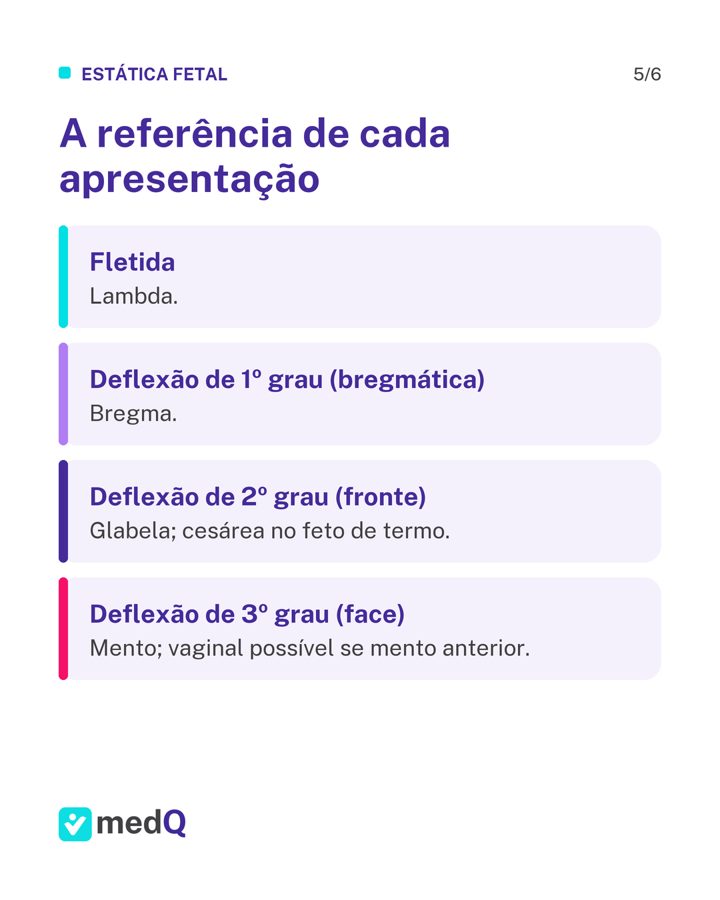 ESTÁTICA FETAL
5/6
A referência de cada
apresentação
Fletida
Lambda.
Deflexão de 1º grau (bregmática)
Bregma.
Deflexão de 2º grau (fronte)
Glabela; cesárea no feto de termo.
Deflexão de 3º grau (face)
Mento; vaginal possível se mento anterior.
medQ